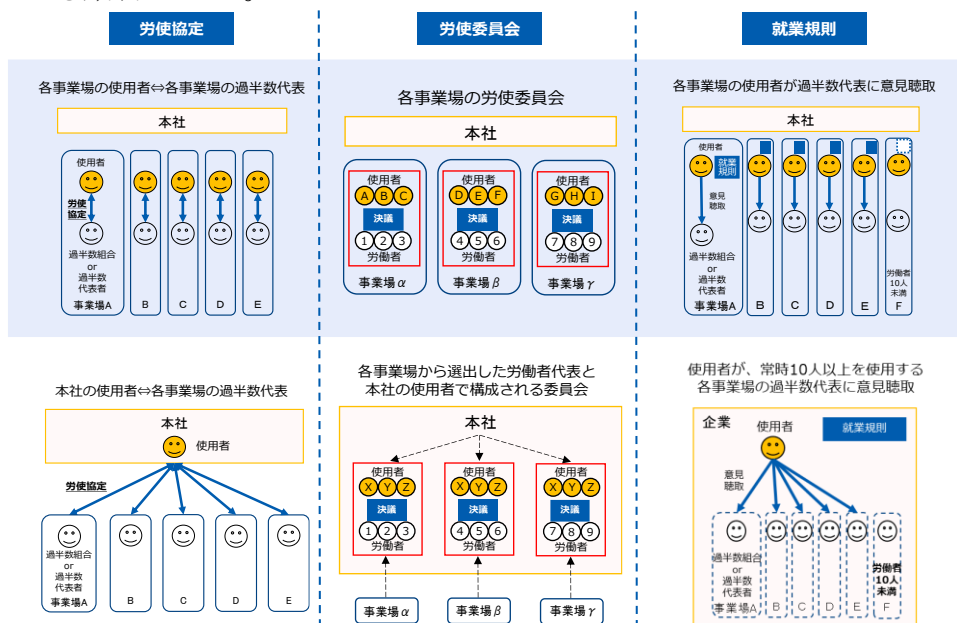 労使協定
各事業場の使用者⇔各事業場の過半数代表
本社
使用者
労使
協定
過半数組合
or
過半数
代表者
事業場A
B
C
D
E
本社の使用者⇔各事業場の過半数代表
本社
使用者
労使協定
過半数組合
or
過半数
代表者
事業場A
B
C
D
E
労使委員会
各事業場の労使委員会
本社
使用者
A B C
決議
1 2 3
労働者
事業場α
使用者
D E F
決議
4 5 6
労働者
事業場β
使用者
G H I
決議
7 8 9
労働者
事業場γ
各事業場から選出した労働者代表と
本社の使用者で構成される委員会
本社
使用者
X Y Z
決議
1 2 3
労働者
使用者
X Y Z
決議
4 5 6
労働者
使用者
X Y Z
決議
7 8 9
労働者
事業場α
事業場β
事業場γ
就業規則
各事業場の使用者が過半数代表に意見聴取
本社
使用者
就業
規則
意見
聴取
過半数組合
or
過半数
代表者
事業場A
B
C
D
E
労働者
10人
未満
F
使用者が、常時10人以上を使用する
各事業場の過半数代表に意見聴取
企業
使用者
就業規則
意見
聴取
過半数組合
or
過半数
代表者
事業場A
B
C
D
E
労働者
10人
未満
F